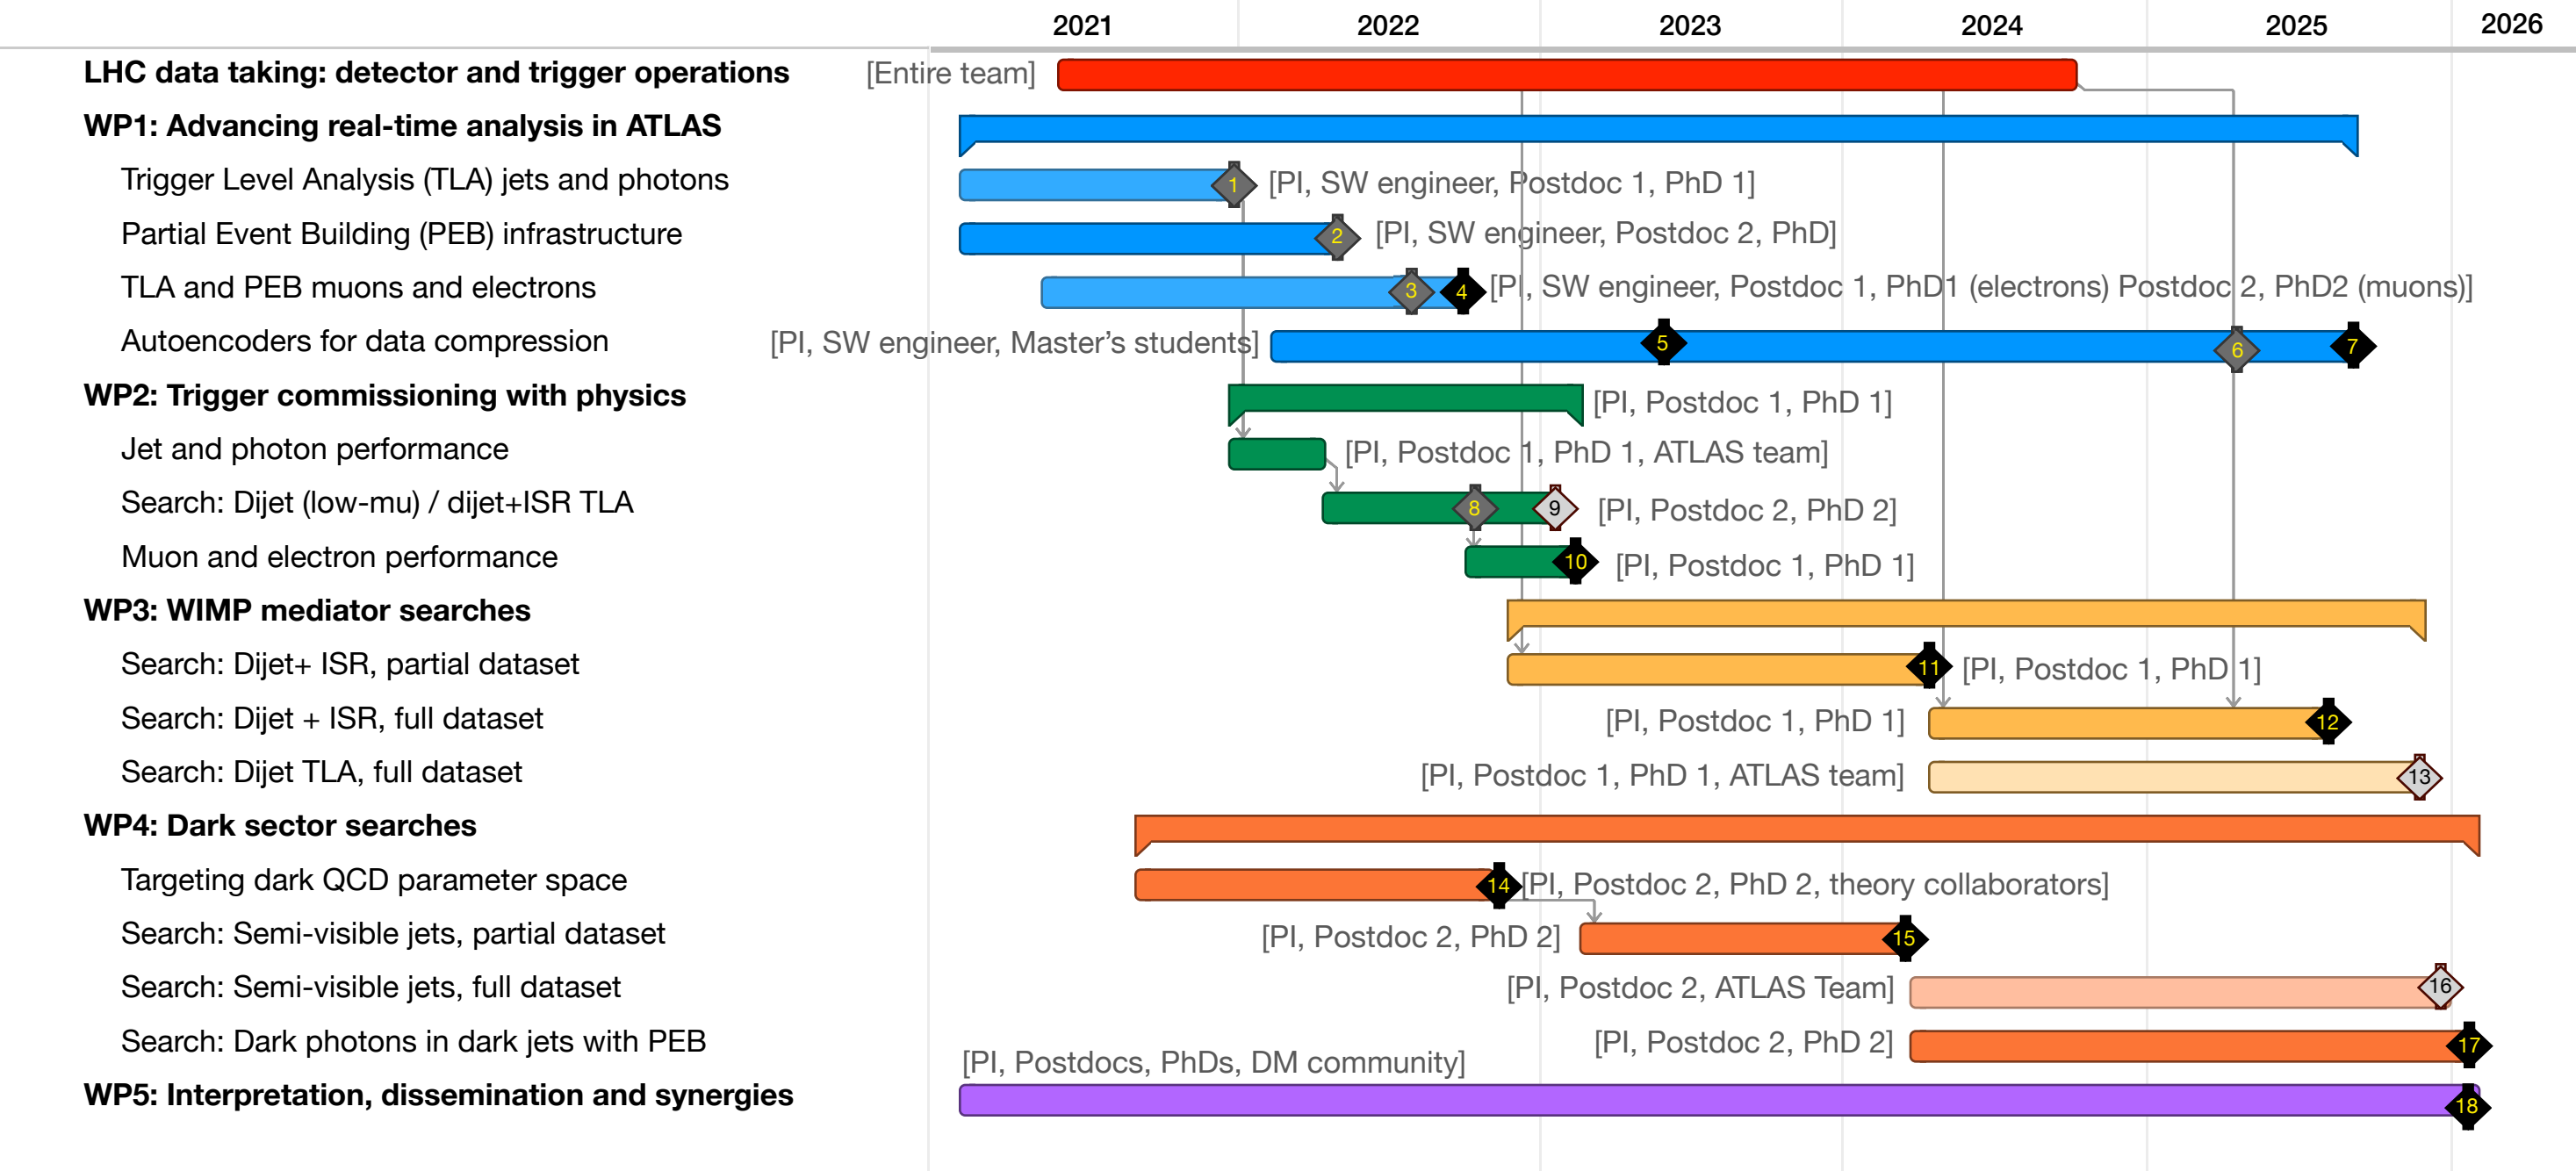 2021 2022 2023 2024 2025 2026
LHC data taking: detector and trigger operations [Entire team]
WP1: Advancing real-time analysis in ATLAS
Trigger Level Analysis (TLA) jets and photons 1 [PI, SW engineer, Postdoc 1, PhD 1]
Partial Event Building (PEB) infrastructure 2 [PI, SW engineer, Postdoc 2, PhD]
TLA and PEB muons and electrons 3 4 [PI, SW engineer, Postdoc 1, PhD1 (electrons) Postdoc 2, PhD2 (muons)]
Autoencoders for data compression [PI, SW engineer, Master’s students] 5 6 7
WP2: Trigger commissioning with physics [PI, Postdoc 1, PhD 1]
Jet and photon performance [PI, Postdoc 1, PhD 1, ATLAS team]
Search: Dijet (low-mu) / dijet+ISR TLA 8 9 [PI, Postdoc 2, PhD 2]
Muon and electron performance 10 [PI, Postdoc 1, PhD 1]
WP3: WIMP mediator searches
Search: Dijet+ ISR, partial dataset 11 [PI, Postdoc 1, PhD 1]
Search: Dijet + ISR, full dataset [PI, Postdoc 1, PhD 1] 12
Search: Dijet TLA, full dataset [PI, Postdoc 1, PhD 1, ATLAS team] 13
WP4: Dark sector searches
Targeting dark QCD parameter space 14 [PI, Postdoc 2, PhD 2, theory collaborators]
Search: Semi-visible jets, partial dataset [PI, Postdoc 2, PhD 2] 15
Search: Semi-visible jets, full dataset [PI, Postdoc 2, ATLAS Team] 16
Search: Dark photons in dark jets with PEB [PI, Postdoc 2, PhD 2] 17
[PI, Postdocs, PhDs, DM community]
WP5: Interpretation, dissemination and synergies 18